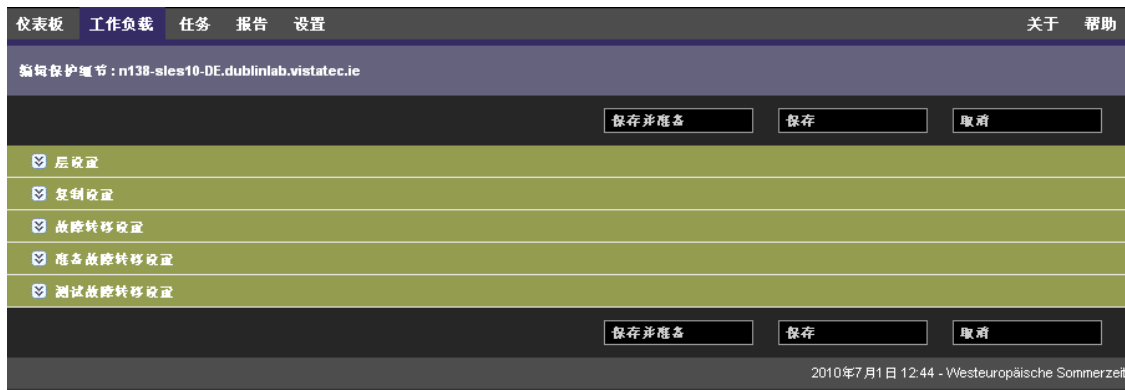 仪表板 工作负载 任务 报告 设置 关于 帮助
编辑保护细节 : n138-sles10-DE.dublinlab.vistatec.ie
保存并准备 保存 取消
层设置
复制设置
故障转移设置
准备故障转移设置
测试故障转移设置
保存并准备 保存 取消
2010年7月1日 12:44 - Westeuropäische Sommerzeit